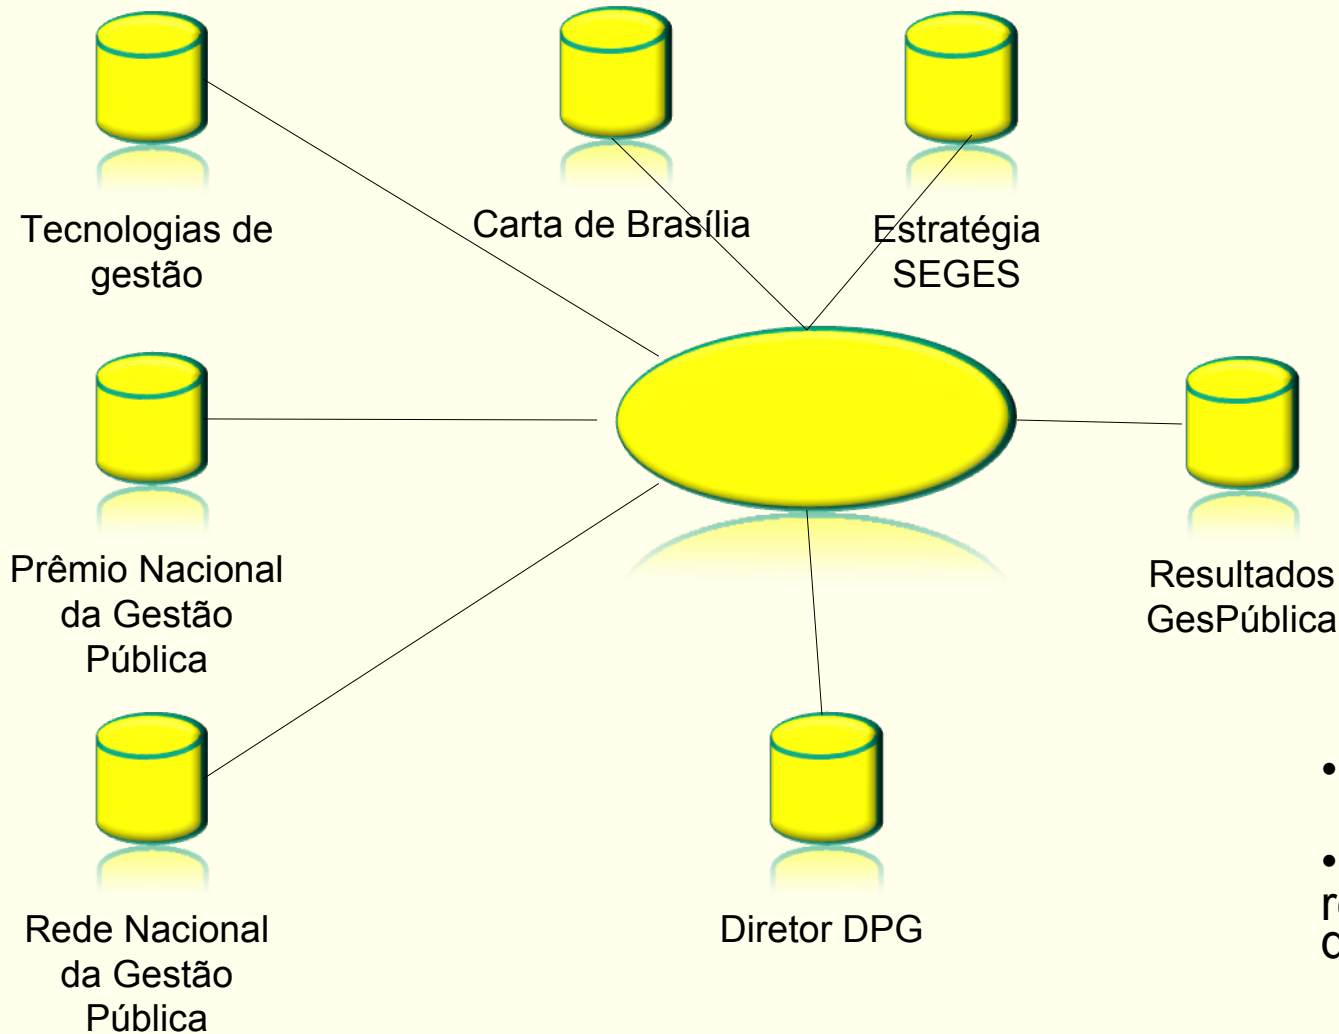 Tecnologias de
gestão
Carta de Brasília
Estratégia
SEGES
Prêmio Nacional
da Gestão
Pública
Resultados
GesPública
Rede Nacional
da Gestão
Pública
Diretor DPG
•
•